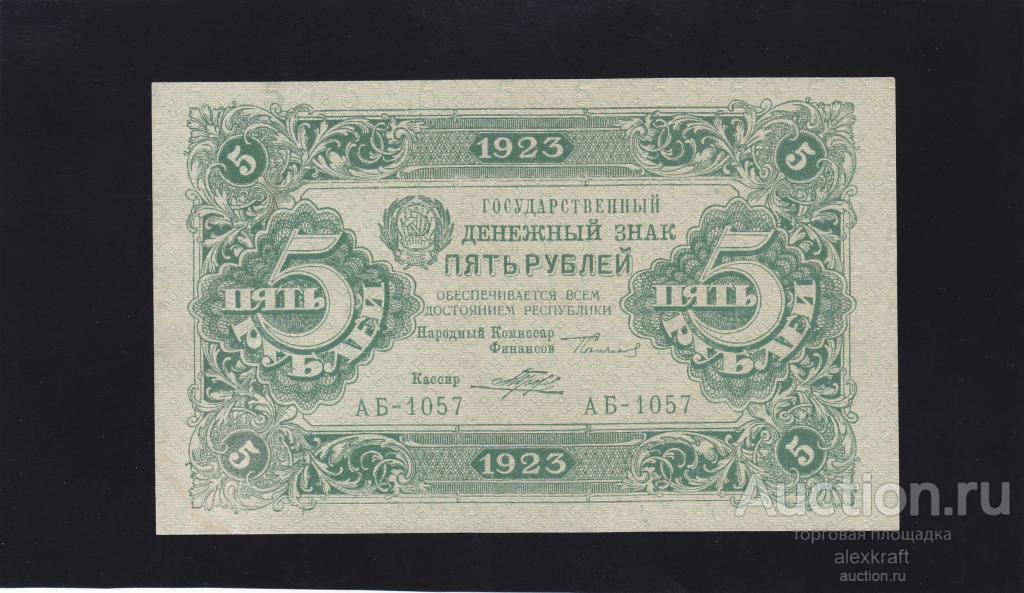 1923
5
5
ГОСУДАРСТВЕННЫЙ
ДЕНЕЖНЫЙ ЗНАК
ПЯТЬ РУБЛЕЙ
5
ПЯТЬ
РУБЛЕЙ
5
ПЯТЬ
РУБЛЕЙ
ОБЕСПЕЧИВАЕТСЯ ВСЕМ
ДОСТОЯНИЕМ РЕСПУБЛИКИ
Народный Комиссар
Финансов
Кассир
АБ-1057 АБ-1057
5
5
1923
Auction.ru
торговая площадка
alexkraft
auction.ru